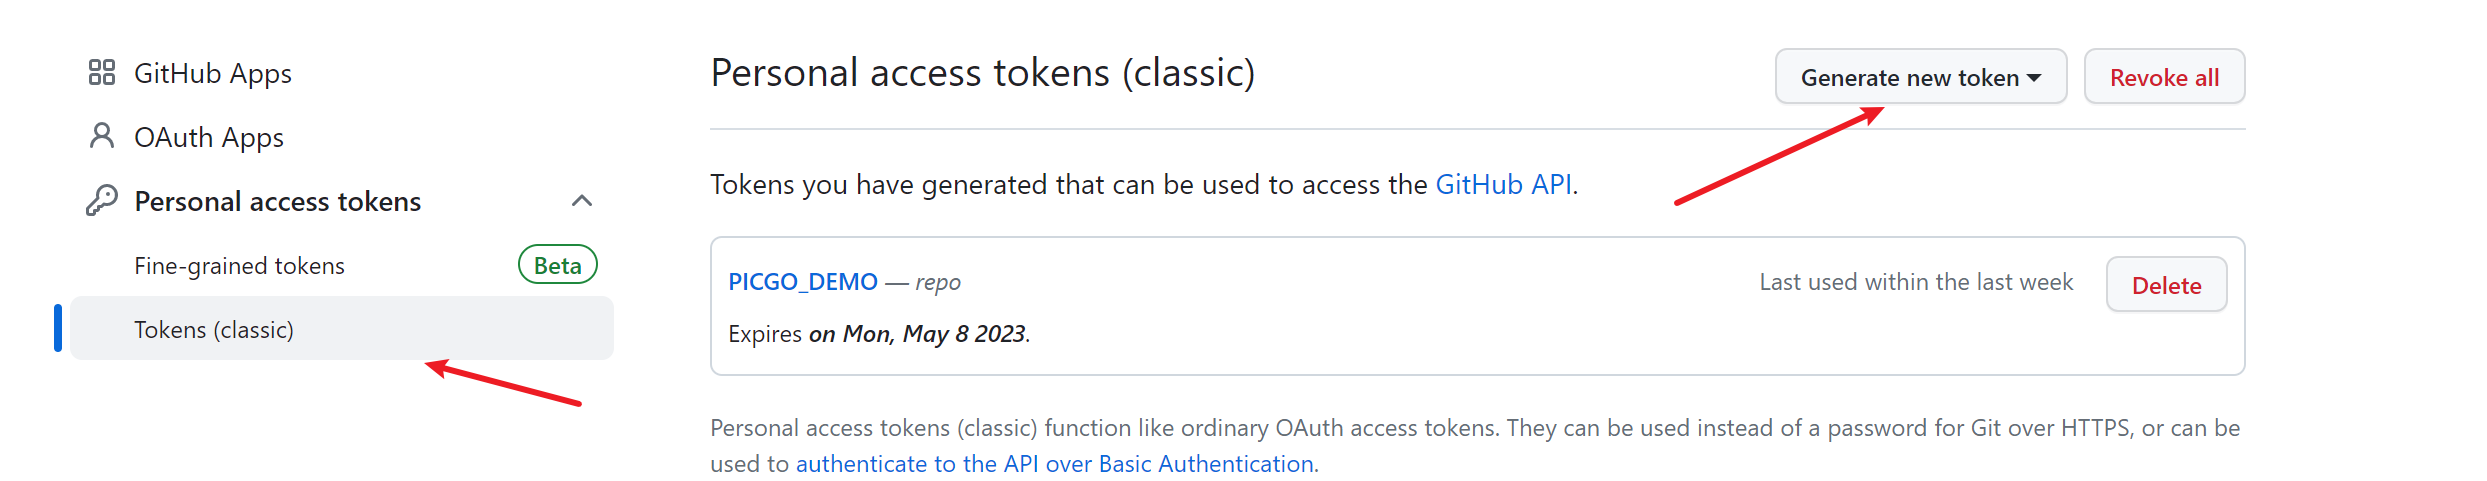 GitHub Apps
OAuth Apps
Personal access tokens
Fine-grained tokens Beta
Tokens (classic)
Personal access tokens (classic)
Generate new token
Revoke all
Tokens you have generated that can be used to access the GitHub API.
PICGO_DEMO — repo
Last used within the last week
Delete
Expires on Mon, May 8 2023.
Personal access tokens (classic) function like ordinary OAuth access tokens. They can be used instead of a password for Git over HTTPS, or can be
used to authenticate to the API over Basic Authentication.